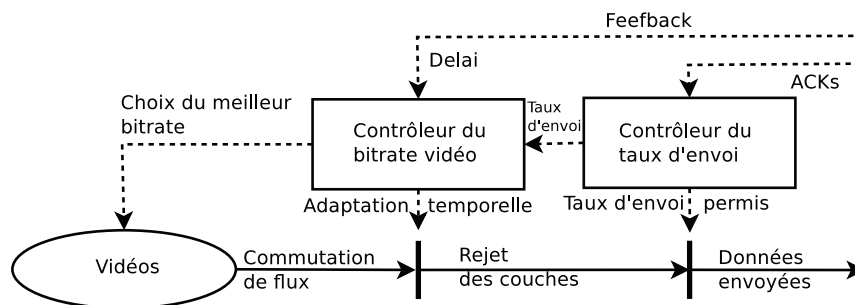 Feefback
Delai
ACKs
Choix du meilleur
bitrate
Contrôleur du
bitrate vidéo
Taux
d'envoi
Contrôleur du
taux d'envoi
Adaptation temporelle
Taux d'envoi permis
Vidéos
Commutation
de flux
Rejet
des couches
Données
envoyées